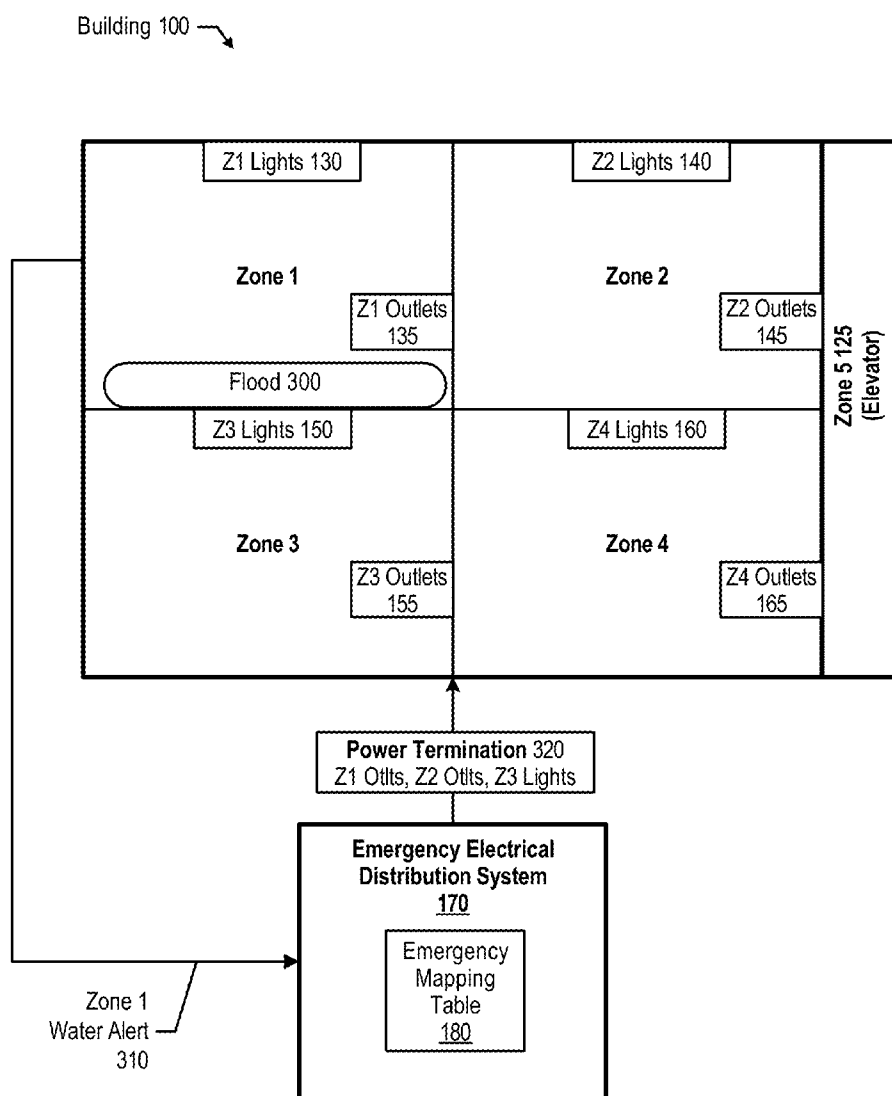 Building 100
Z1 Lights 130
Z2 Lights 140
Zone 1
Zone 2
Z1 Outlets
135
Z2 Outlets
145
Zone 5 125
(Elevator)
Flood 300
Z3 Lights 150
Z4 Lights 160
Zone 3
Zone 4
Z3 Outlets
155
Z4 Outlets
165
Power Termination 320
Z1 Otlts, Z2 Otlts, Z3 Lights
Emergency Electrical
Distribution System
170
Emergency
Mapping
Table
180
Zone 1
Water Alert
310